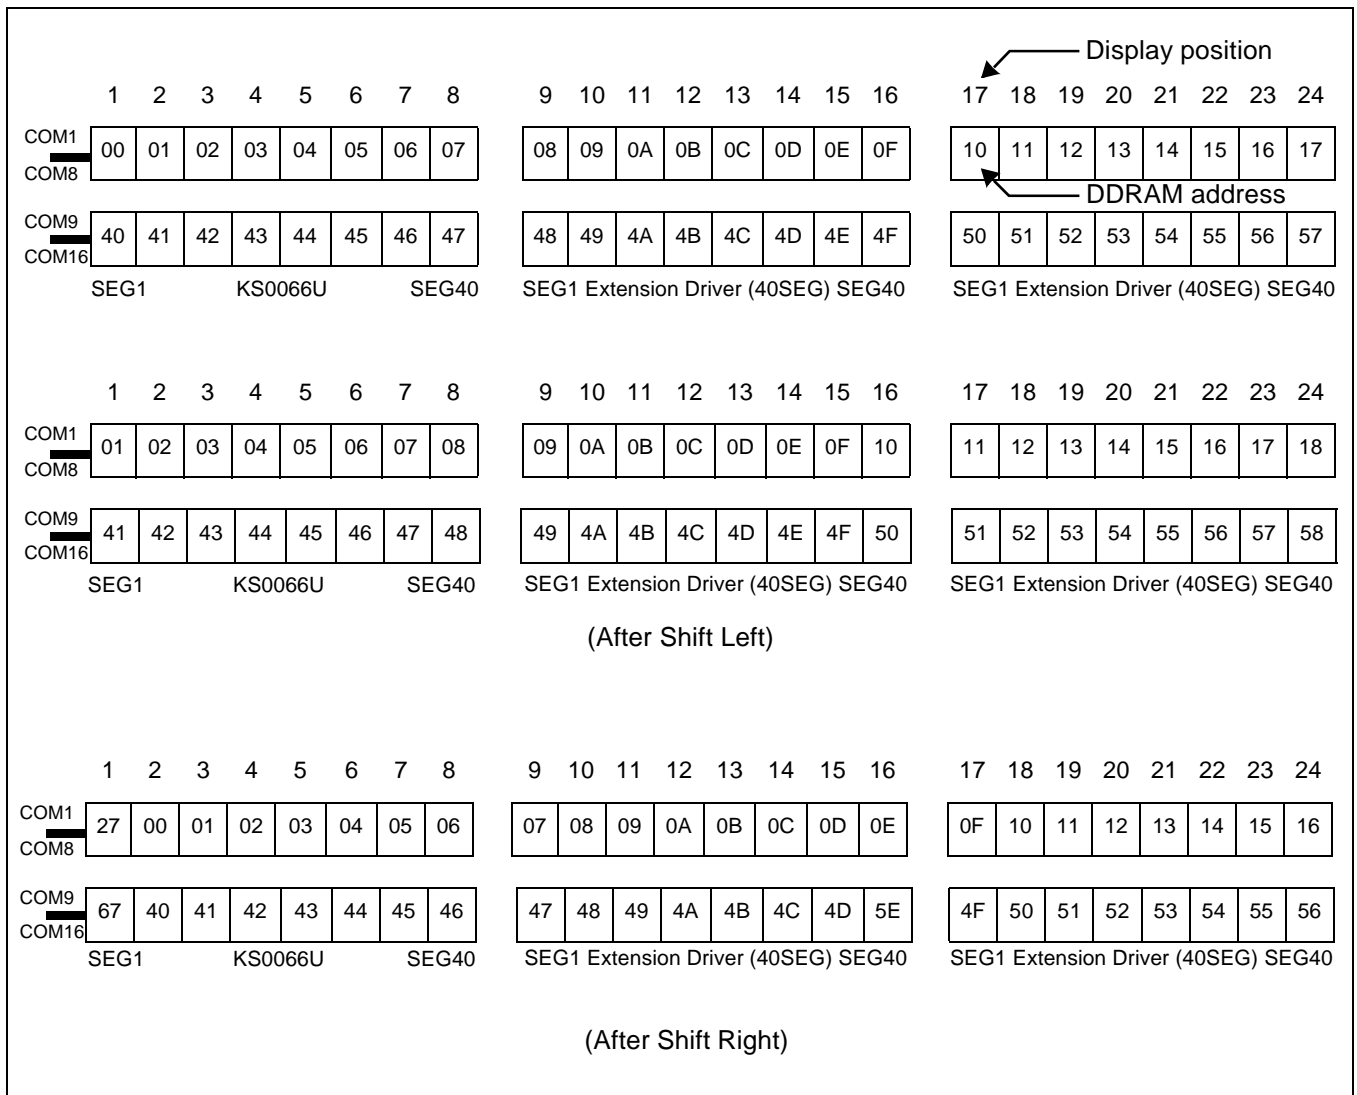 Display position
1 2 3 4 5 6 7 8 9 10 11 12 13 14 15 16 17 18 19 20 21 22 23 24
COM1
00 01 02 03 04 05 06 07 08 09 0A 0B 0C 0D 0E 0F 10 11 12 13 14 15 16 17
COM8
DDRAM address
COM9
40 41 42 43 44 45 46 47 48 49 4A 4B 4C 4D 4E 4F 50 51 52 53 54 55 56 57
COM16
SEG1 KS0066U SEG40 SEG1 Extension Driver (40SEG) SEG40 SEG1 Extension Driver (40SEG) SEG40
1 2 3 4 5 6 7 8 9 10 11 12 13 14 15 16 17 18 19 20 21 22 23 24
COM1
01 02 03 04 05 06 07 08 09 0A 0B 0C 0D 0E 0F 10 11 12 13 14 15 16 17 18
COM8
COM9
41 42 43 44 45 46 47 48 49 4A 4B 4C 4D 4E 4F 50 51 52 53 54 55 56 57 58
COM16
SEG1 KS0066U SEG40 SEG1 Extension Driver (40SEG) SEG40 SEG1 Extension Driver (40SEG) SEG40
(After Shift Left)
1 2 3 4 5 6 7 8 9 10 11 12 13 14 15 16 17 18 19 20 21 22 23 24
COM1
27 00 01 02 03 04 05 06 07 08 09 0A 0B 0C 0D 0E 0F 10 11 12 13 14 15 16
COM8
COM9
67 40 41 42 43 44 45 46 47 48 49 4A 4B 4C 4D 5E 4F 50 51 52 53 54 55 56
COM16
SEG1 KS0066U SEG40 SEG1 Extension Driver (40SEG) SEG40 SEG1 Extension Driver (40SEG) SEG40
(After Shift Right)